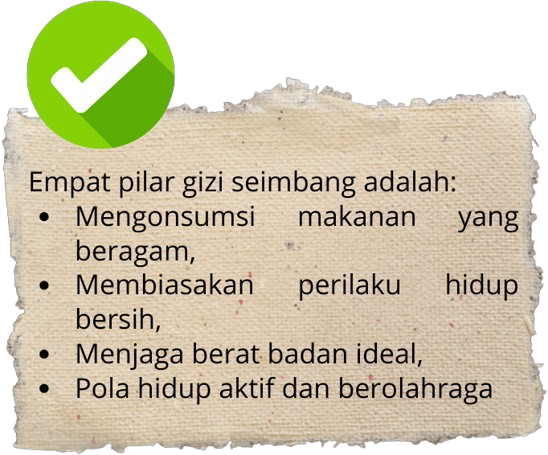 Empat pilar gizi seimbang adalah:
• Mengonsumsi makanan yang
beragam,
• Membiasakan perilaku hidup
bersih,
• Menjaga berat badan ideal,
• Pola hidup aktif dan berolahraga